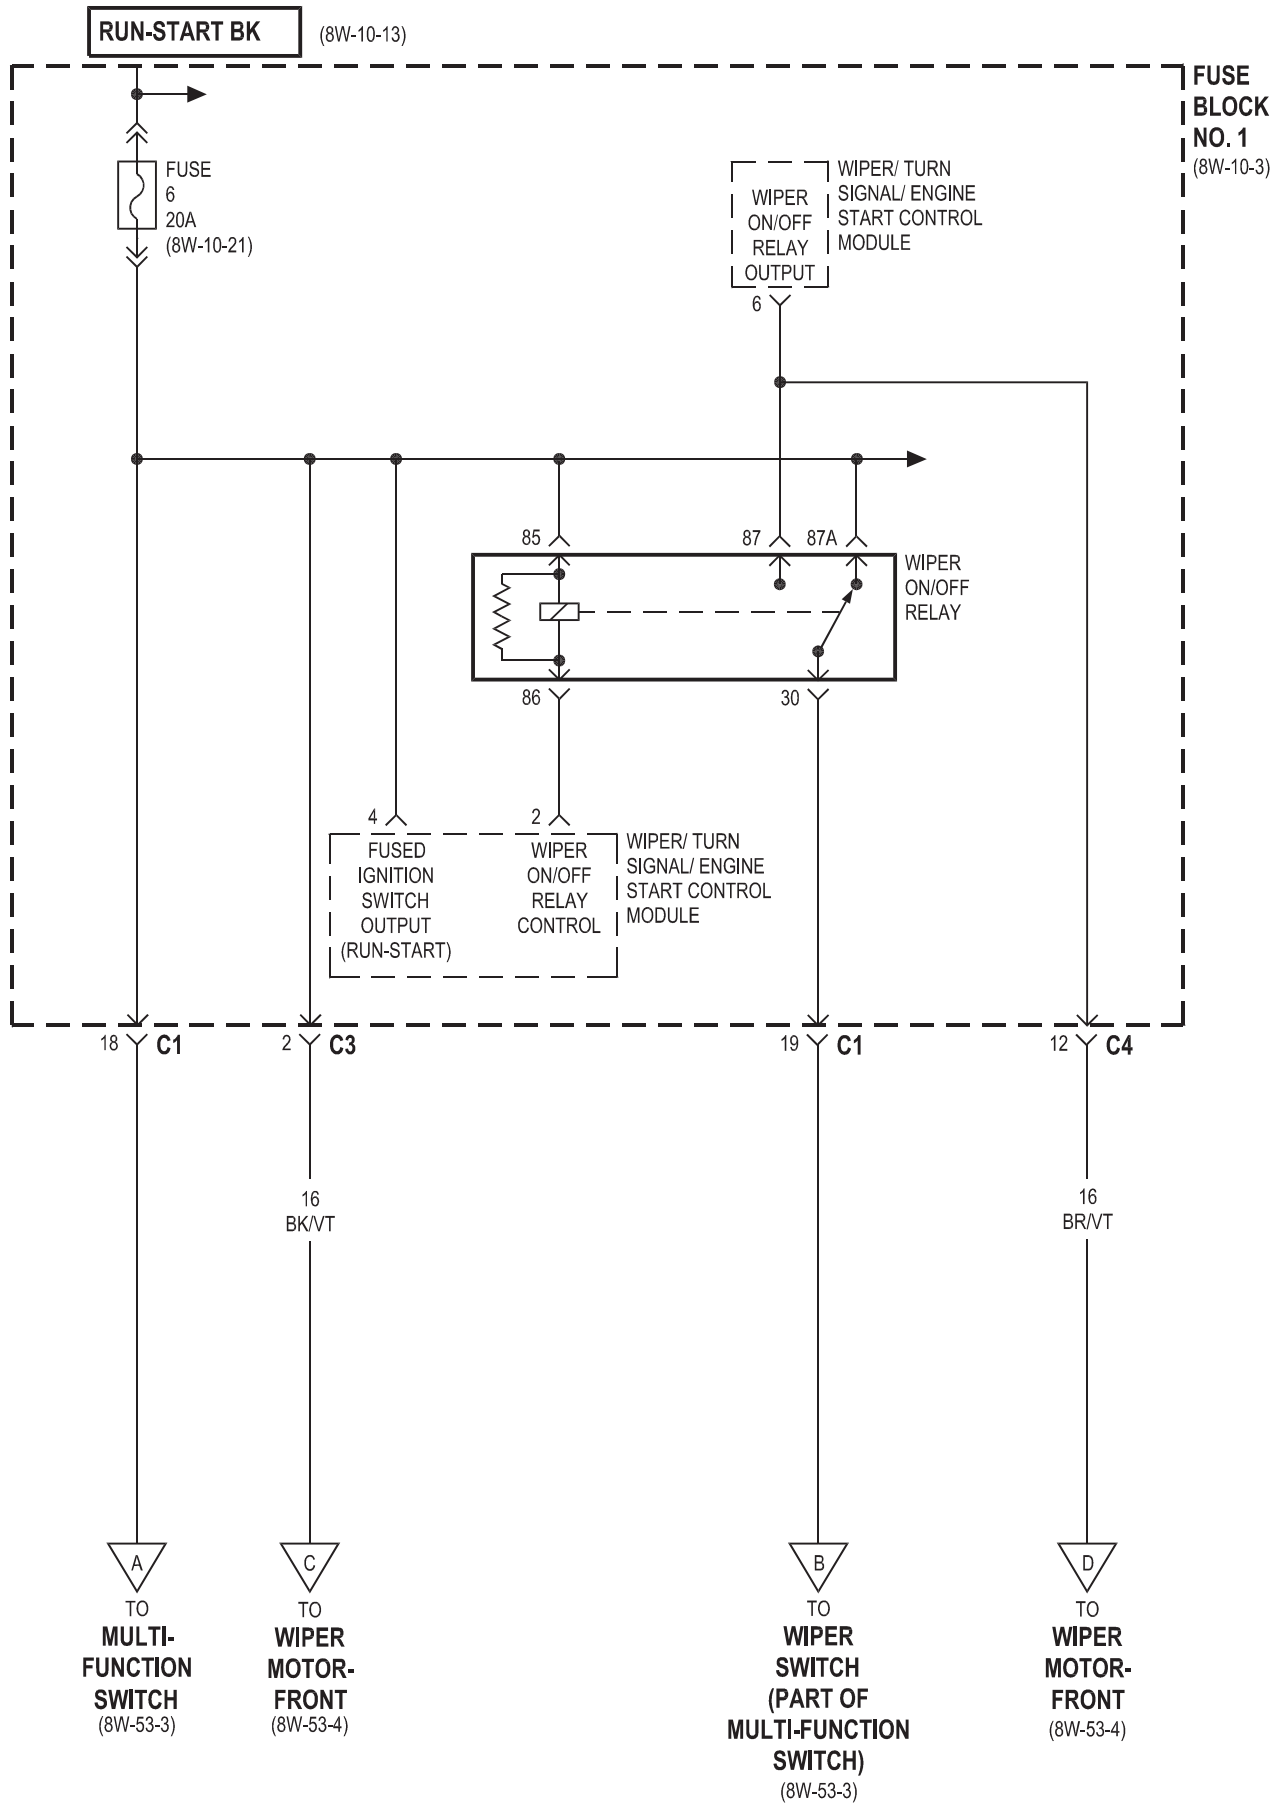 RUN-START BK
(8W-10-13)
FUSE
BLOCK
NO. 1
(8W-10-3)
FUSE
6
20A
(8W-10-21)
WIPER
ON/OFF
RELAY
OUTPUT
WIPER/ TURN
SIGNAL/ ENGINE
START CONTROL
MODULE
6
85
87
87A
WIPER
ON/OFF
RELAY
86
30
4
2
FUSED
IGNITION
SWITCH
OUTPUT
(RUN-START)
WIPER
ON/OFF
RELAY
CONTROL
WIPER/ TURN
SIGNAL/ ENGINE
START CONTROL
MODULE
18 C1
2 C3
19 C1
12 C4
16
BK/VT
16
BR/VT
A
TO
MULTI-
FUNCTION
SWITCH
(8W-53-3)
C
TO
WIPER
MOTOR-
FRONT
(8W-53-4)
B
TO
WIPER
SWITCH
(PART OF
MULTI-FUNCTION
SWITCH)
(8W-53-3)
D
TO
WIPER
MOTOR-
FRONT
(8W-53-4)